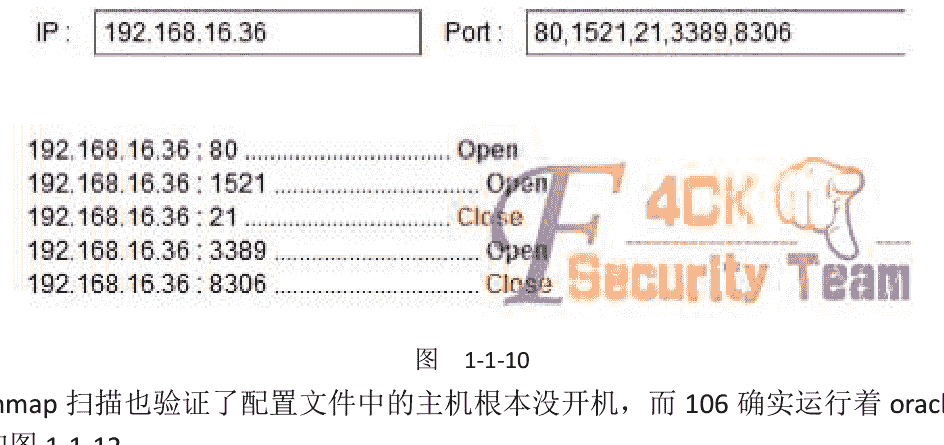 IP : 192.168.16.36 Port : 80,1521,21,3389,8306
192.168.16.36 : 80 .................................. Open
192.168.16.36 : 1521 .................................. Open
192.168.16.36 : 21 .................................. Close
192.168.16.36 : 3389 .................................. Open
192.168.16.36 : 8306 .................................. Close
F4CK
Security Team
图 1-1-10
nmap 扫描也验证了配置文件中的主机根本没开机，而 106 确实运行着
图 1-1-12